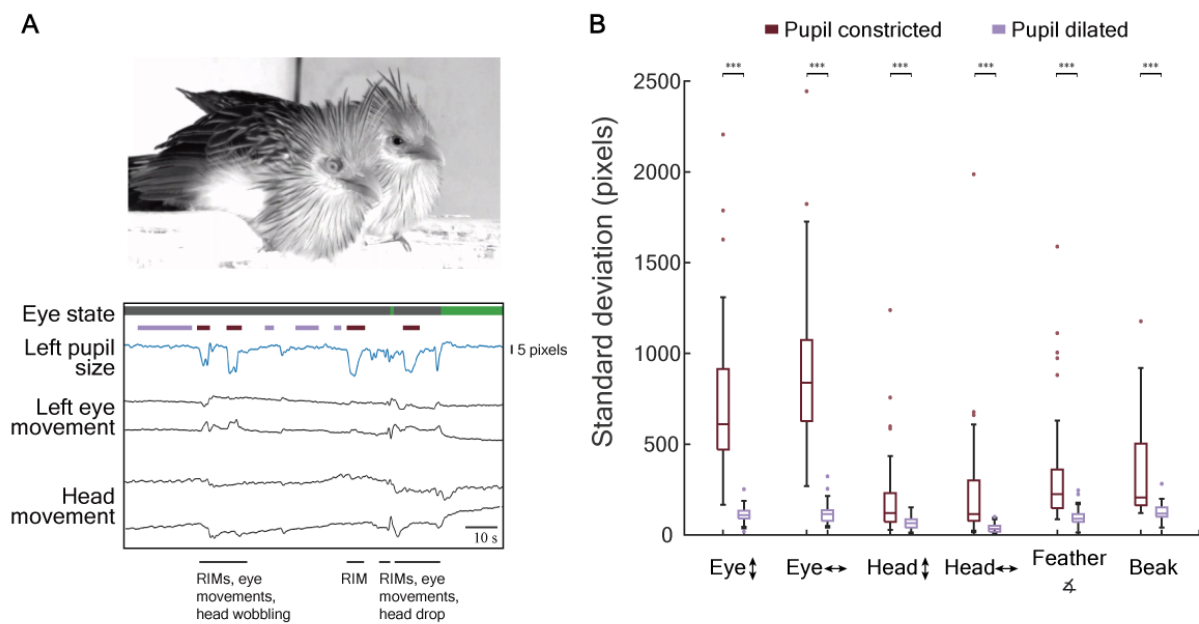 A
Eye state
Left pupil
size
5 pixels
Left eye
movement
Head
movement
10 s
RIMs, eye
movements,
head wobbling
RIM
RIMs, eye
movements,
head drop
B
Pupil constricted
Pupil dilated
*** *** *** *** *** ***
Standard deviation (pixels)
2500
2000
1500
1000
500
0
Eye↕ Eye↔ Head↕ Head↔ Feather Beak
∡